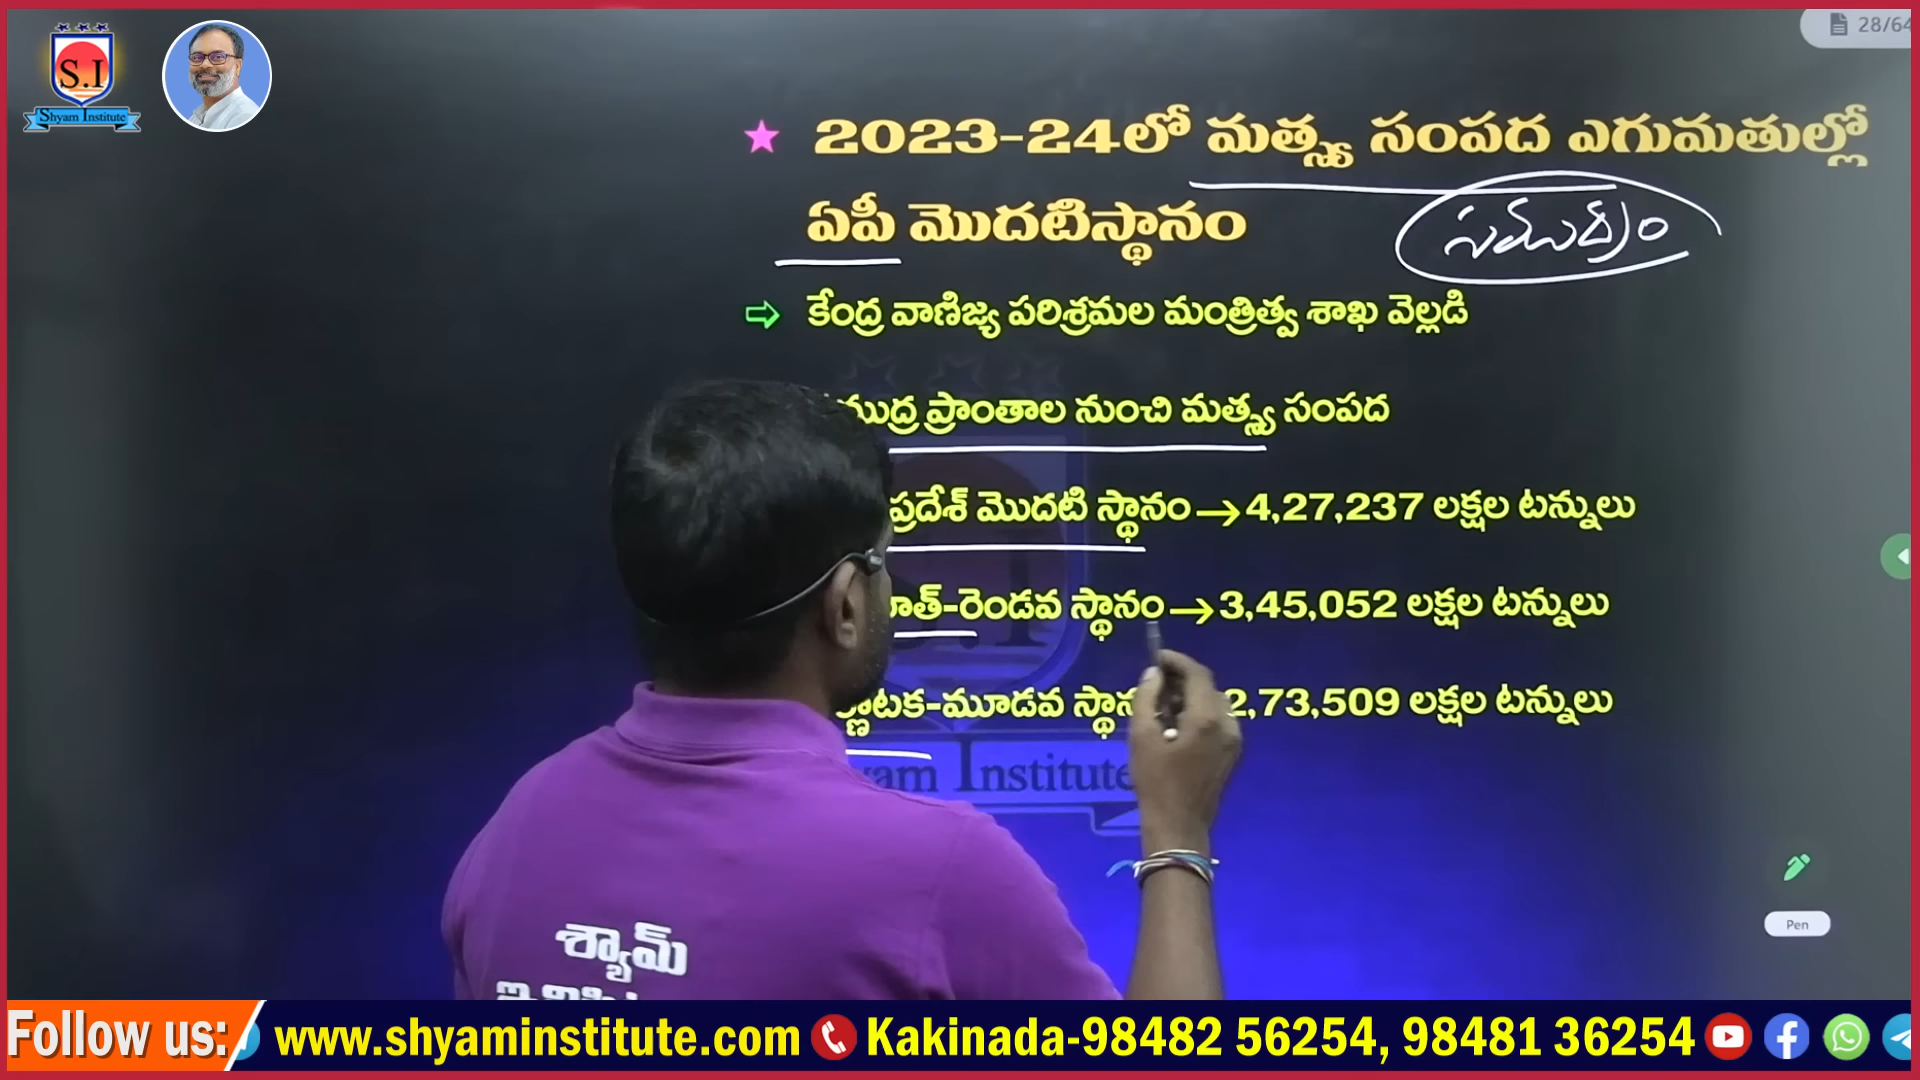 S.I
Shyam Institute
28/64
★ 2023-24లో మత్స్య సంపద ఎగుమతుల్లో
ఏపీ మొదటిస్థానం
సముద్రం
⇨ కేంద్ర వాణిజ్య పరిశ్రమల మంత్రిత్వ శాఖ వెల్లడి
ప్రాంతాల నుంచి మత్స్య సంపద
ప్రదేశ్ మొదటి స్థానం→4,27,237 లక్షల టన్నులు
రెండవ స్థానం→3,45,052 లక్షల టన్నులు
మూడవ 2,73,509 లక్షల టన్నులు
Institute
Pen
శ్యామ్
Follow us: www.shyaminstitute.com Kakinada-98482 56254, 98481 36254